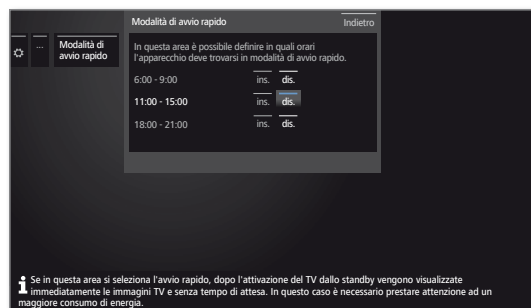 Modalità di avvio rapido Indietro
...
Modalità di
avvio rapido
In questa area è possibile definire in quali orari
l'apparecchio deve trovarsi in modalità di avvio rapido.
6:00 - 9:00 ins. dis.
11:00 - 15:00 ins. dis.
18:00 - 21:00 ins. dis.
i Se in questa area si seleziona l'avvio rapido, dopo l'attivazione del TV dallo standby vengono visualizzate
immediatamente le immagini TV e senza tempo di attesa. In questo caso è necessario prestare attenzione ad un
maggiore consumo di energia.